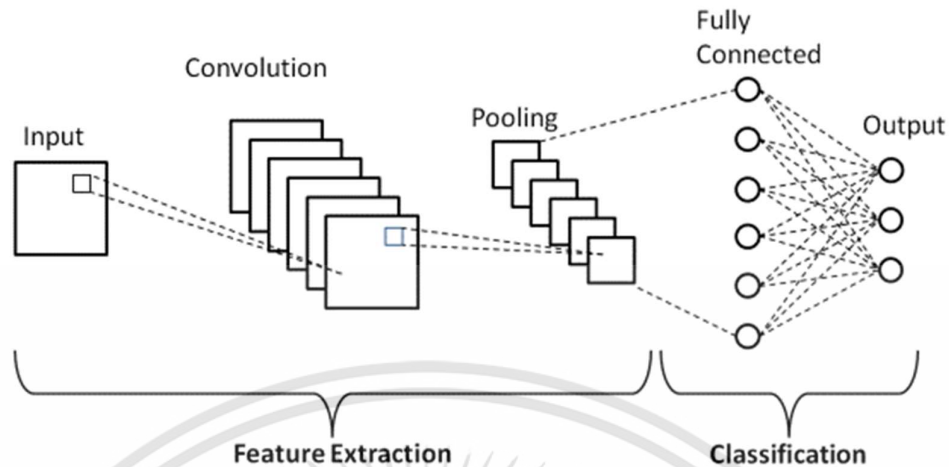 Fully
Connected
Convolution
Pooling
Input
Output
Feature Extraction
Classification